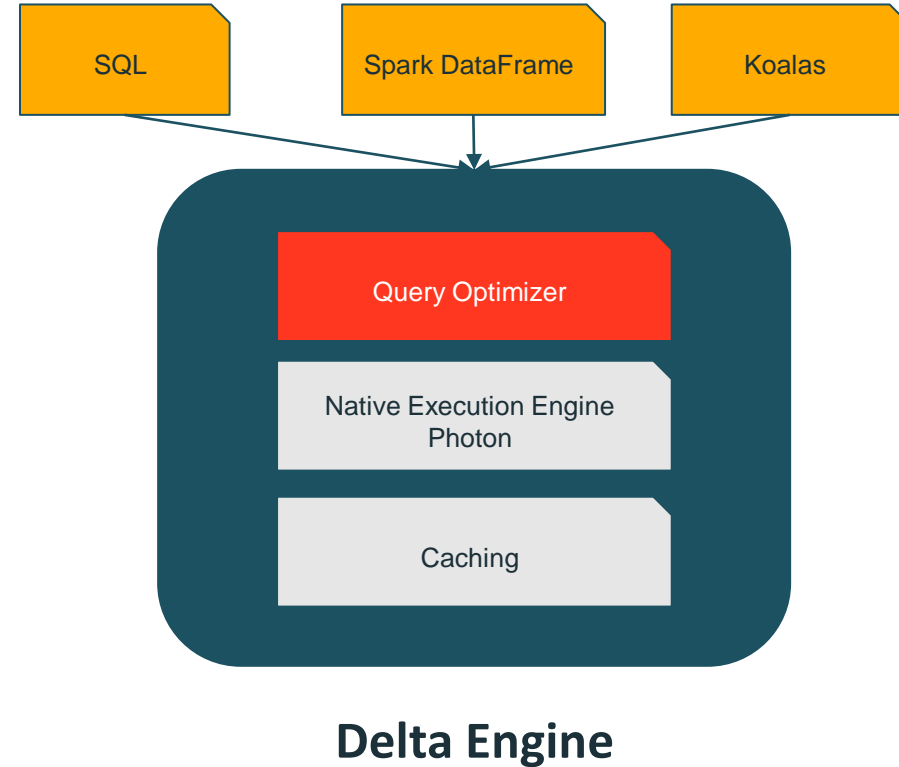 SQL
Spark DataFrame
Koalas
Query Optimizer
Native Execution Engine
Photon
Caching
Delta Engine